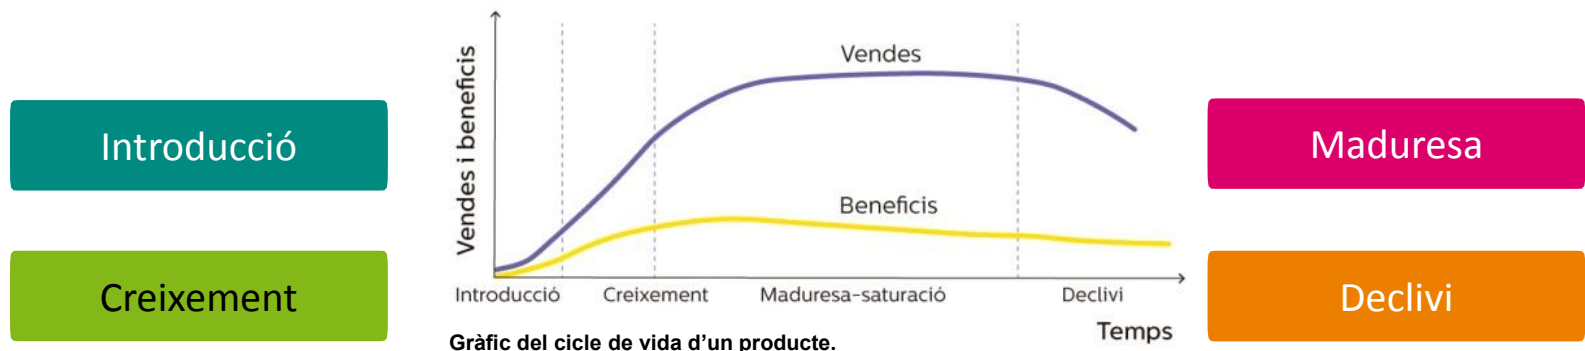 Introducció
Creixement
Vendes i beneficis
Vendes
Beneficis
Introducció Creixement Maduresa-saturació Declivi
Temps
Gràfic del cicle de vida d'un producte.
Maduresa
Declivi